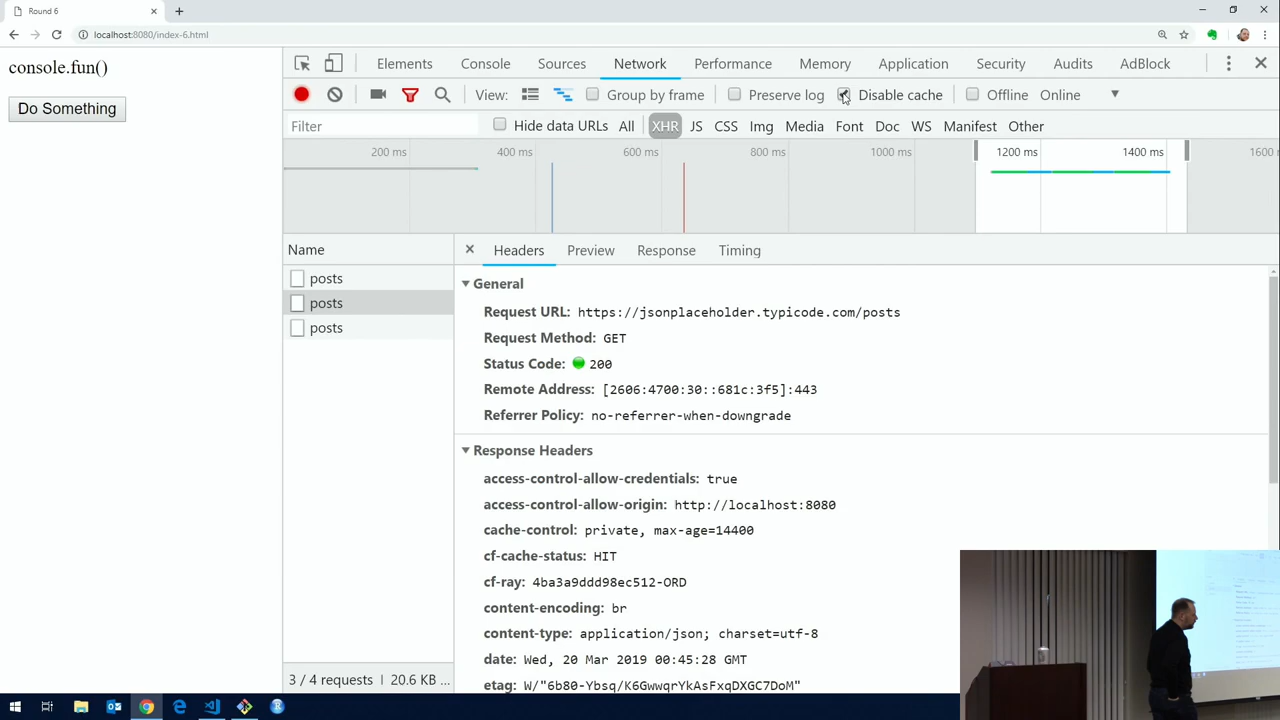 Round 6
localhost:8080/index-6.html
console.fun()
Do Something
Elements Console Sources Network Performance Memory Application Security Audits AdBlock
View: Group by frame Preserve log Disable cache Offline Online
Filter Hide data URLs All XHR JS CSS Img Media Font Doc WS Manifest Other
200 ms 400 ms 600 ms 800 ms 1000 ms 1200 ms 1400 ms 1600
Name
posts
posts
posts
3 / 4 requests | 20.6 KB ...
Headers Preview Response Timing
General
Request URL: https://jsonplaceholder.typicode.com/posts
Request Method: GET
Status Code: 200
Remote Address: [2606:4700:30::681c:3f5]:443
Referrer Policy: no-referrer-when-downgrade
Response Headers
access-control-allow-credentials: true
access-control-allow-origin: http://localhost:8080
cache-control: private, max-age=14400
cf-cache-status: HIT
cf-ray: 4ba3a9ddd98ec512-ORD
content-encoding: br
content-type: application/json; charset=utf-8
date: Wed, 20 Mar 2019 00:45:28 GMT
etag: W/"6b80-Ybsq/K6GwwqrYkAsFxqDXGC7DoM"